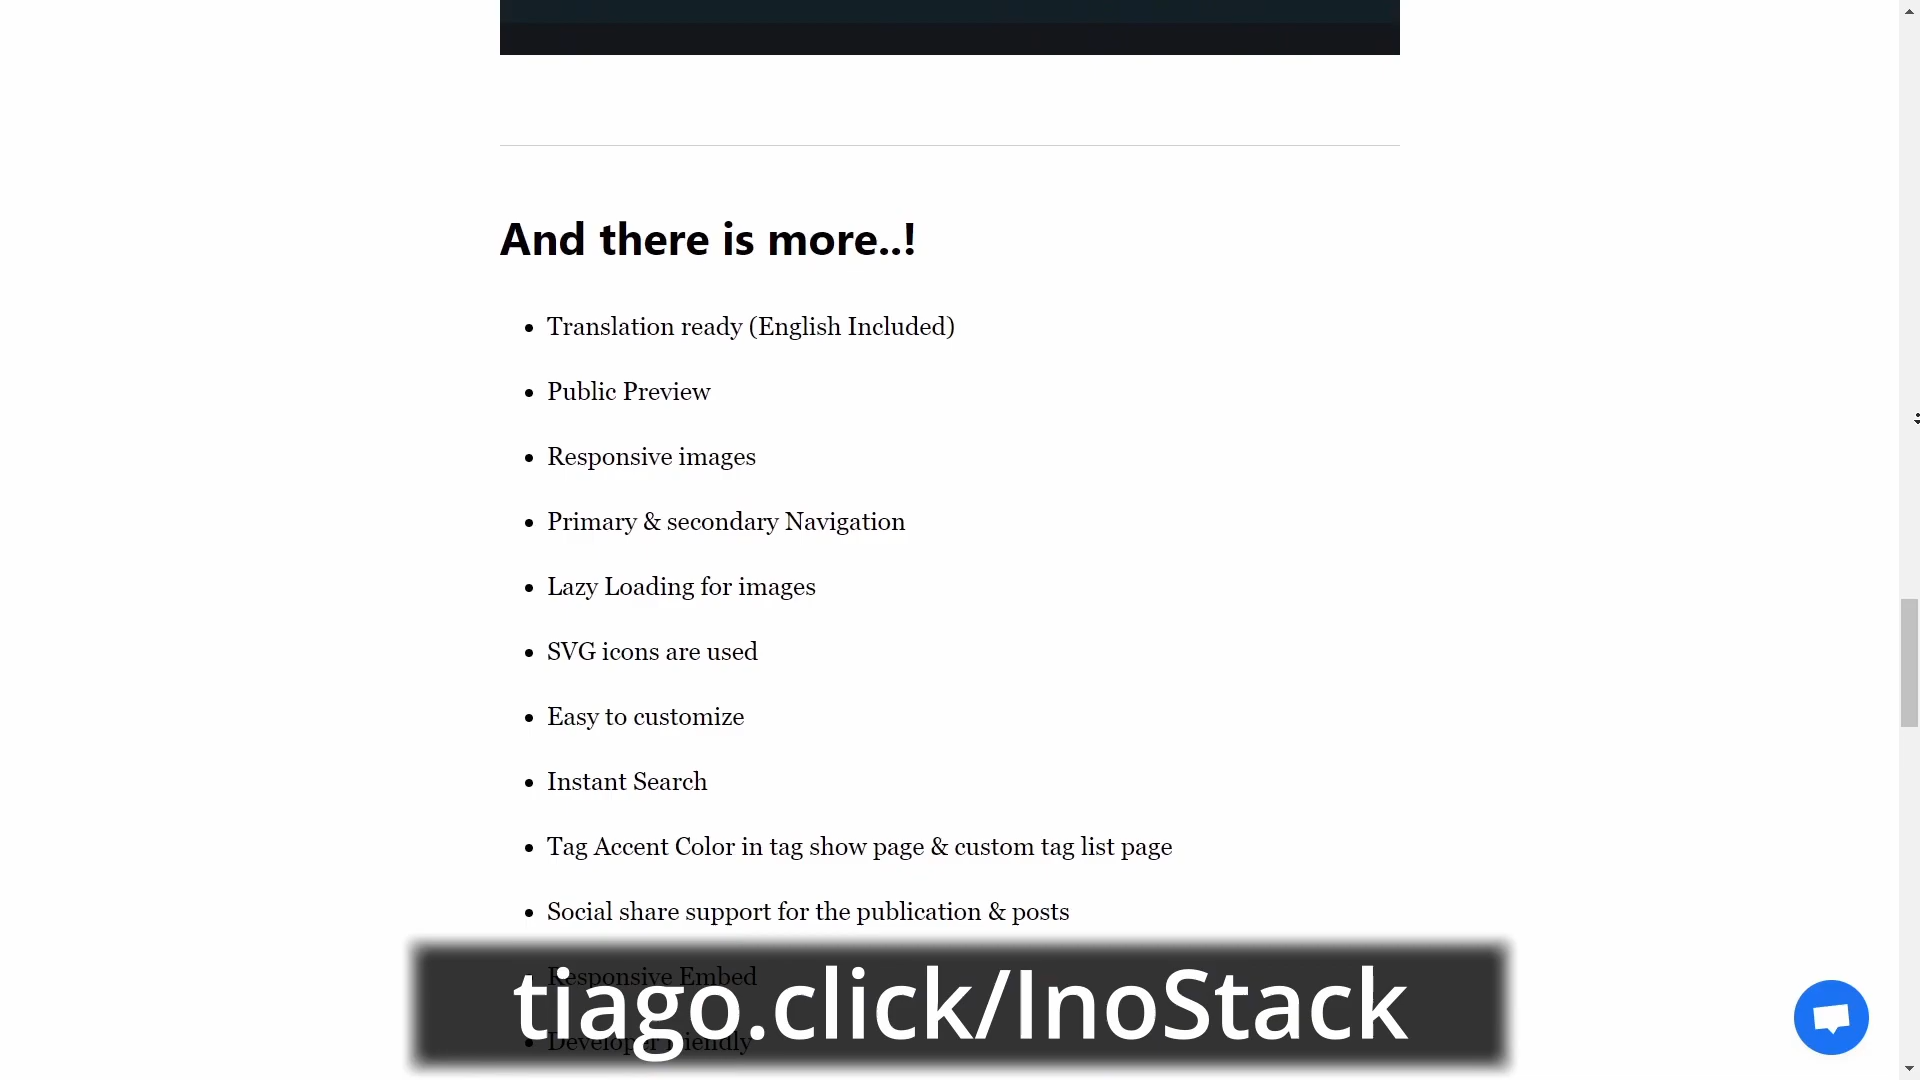 And there is more..!
Translation ready (English Included)
Public Preview
Responsive images
Primary & secondary Navigation
Lazy Loading for images
SVG icons are used
Easy to customize
Instant Search
Tag Accent Color in tag show page & custom tag list page
Social share support for the publication & posts
Responsive Embed
tiago.click/InoStack
Developer friendly